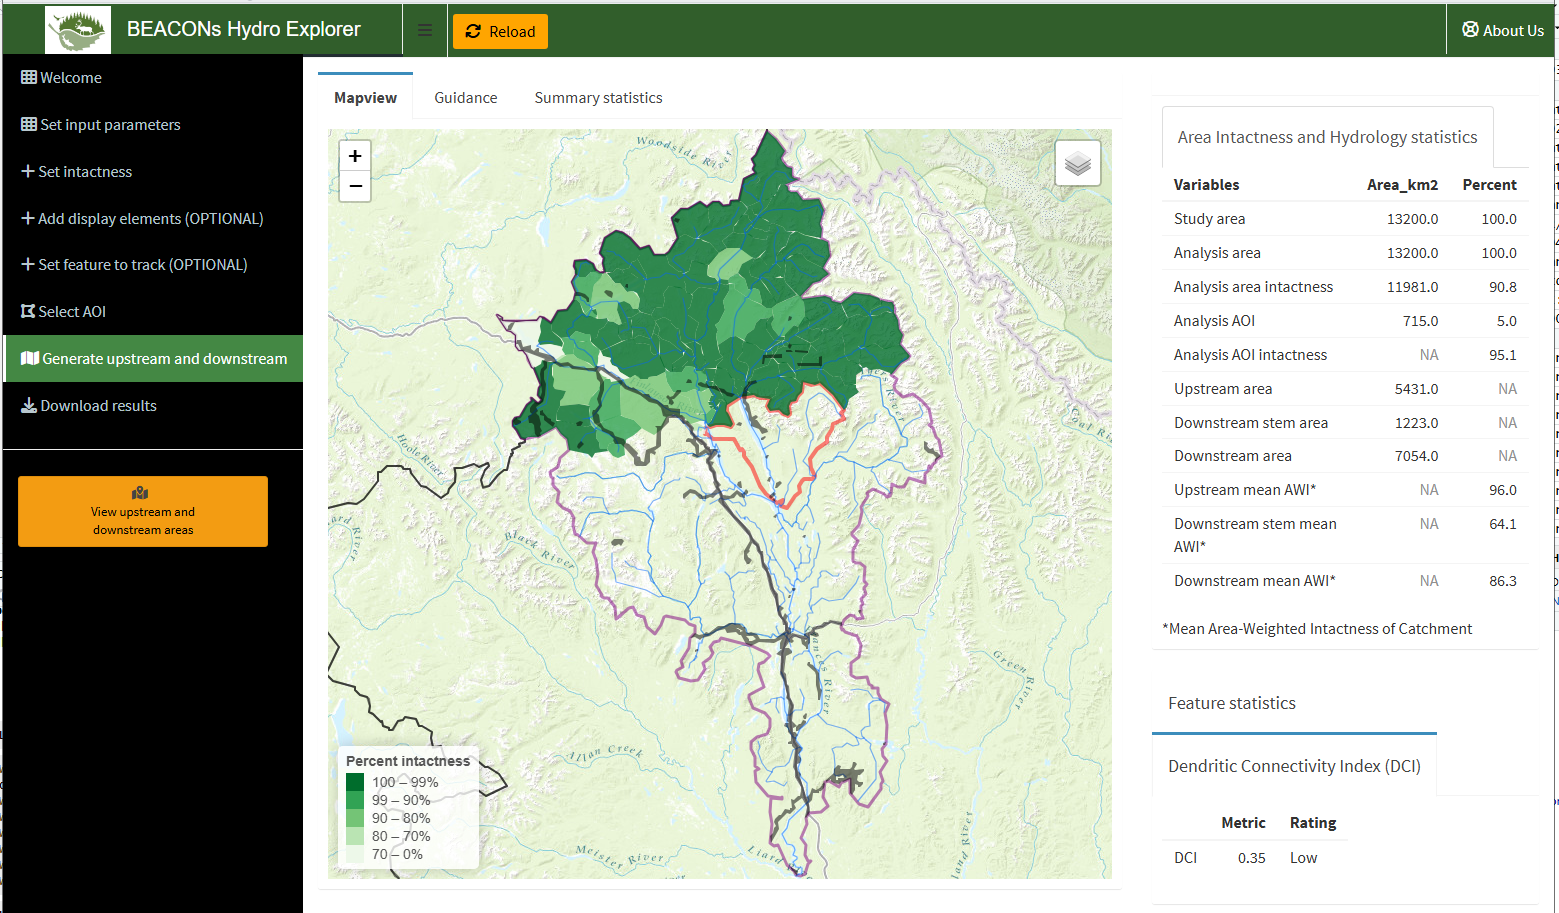 BEACONs Hydro Explorer
Reload
About Us
Welcome
Set input parameters
Set intactness
Add display elements (OPTIONAL)
Set feature to track (OPTIONAL)
Select AOI
Generate upstream and downstream
Download results
View upstream and
downstream areas
Mapview Guidance Summary statistics
+
−
Woodside River
Hoole River
Black River
River
Coal
Green River
Allan Creek
Meister River
Liard
River
Percent intactness
100 – 99%
99 – 90%
90 – 80%
80 – 70%
70 – 0%
Area Intactness and Hydrology statistics
Variables Area_km2 Percent
Study area 13200.0 100.0
Analysis area 13200.0 100.0
Analysis area intactness 11981.0 90.8
Analysis AOI 715.0 5.0
Analysis AOI intactness NA 95.1
Upstream area 5431.0 NA
Downstream stem area 1223.0 NA
Downstream area 7054.0 NA
Upstream mean AWI* NA 96.0
Downstream stem mean
AWI* NA 64.1
Downstream mean AWI* NA 86.3
*Mean Area-Weighted Intactness of Catchment
Feature statistics
Dendritic Connectivity Index (DCI)
Metric Rating
DCI 0.35 Low